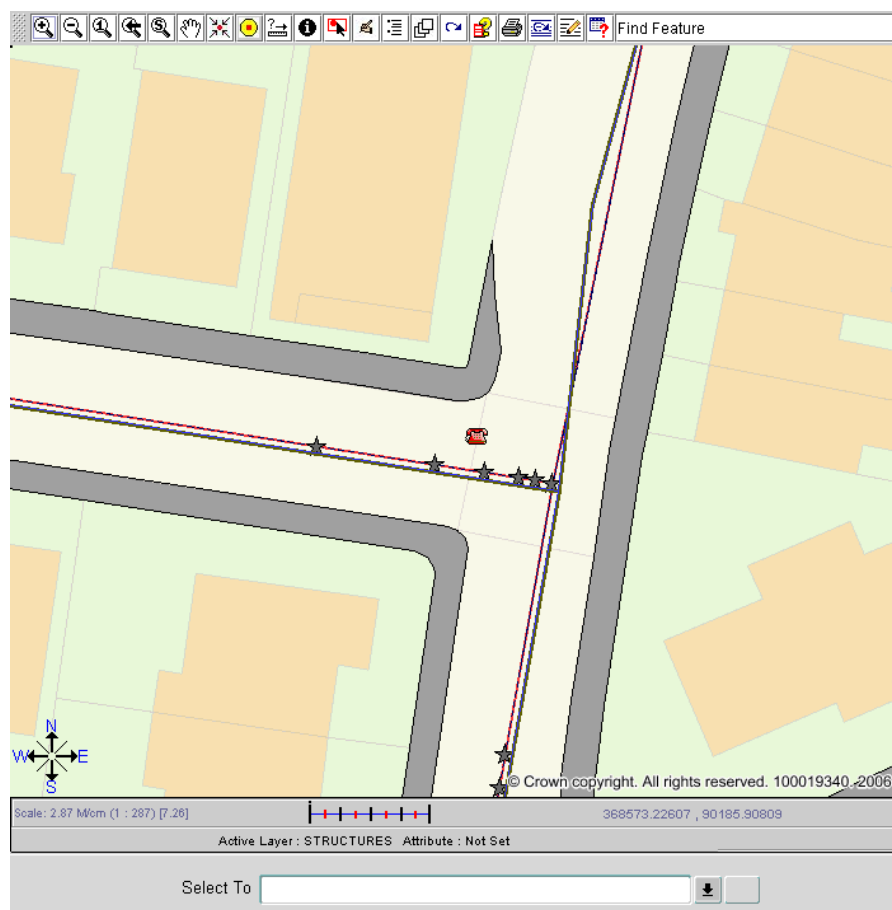 Find Feature
N
W E
S
© Crown copyright. All rights reserved. 100019340. 2006
Scale: 2.87 M/cm (1 : 287) [7.26]
368573.22607 , 90185.90809
Active Layer : STRUCTURES Attribute : Not Set
Select To